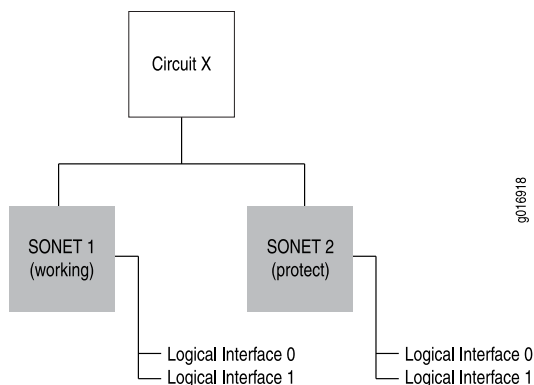 Circuit X
SONET 1
(working)
SONET 2
(protect)
Logical Interface 0
Logical Interface 1
Logical Interface 0
Logical Interface 1
g016918